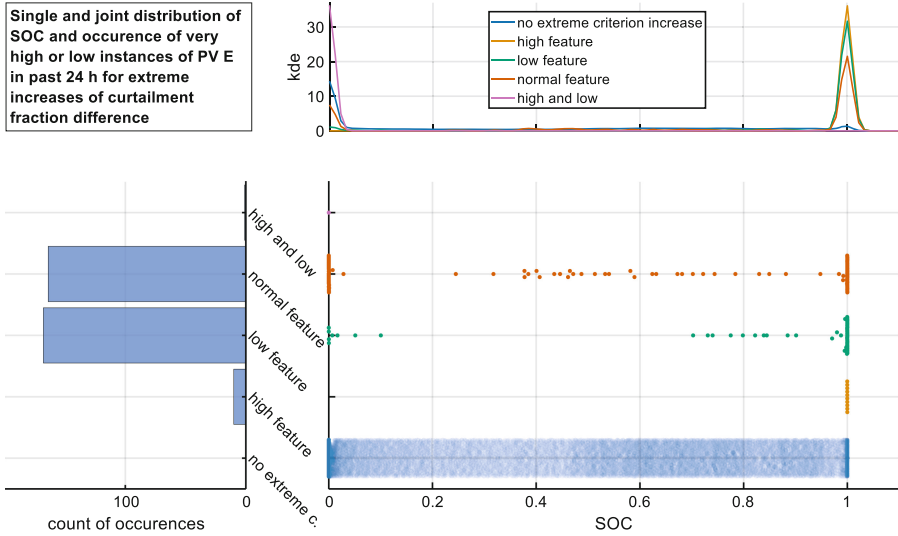 Single and joint distribution of
SOC and occurence of very
high or low instances of PV E
in past 24 h for extreme
increases of curtailment
fraction difference
kde
30
20
10
0
no extreme criterion increase
high feature
low feature
normal feature
high and low
high and low
normal feature
low feature
high feature
no extreme c.
100
0
count of occurences
0
0.2
0.4
0.6
0.8
1
SOC